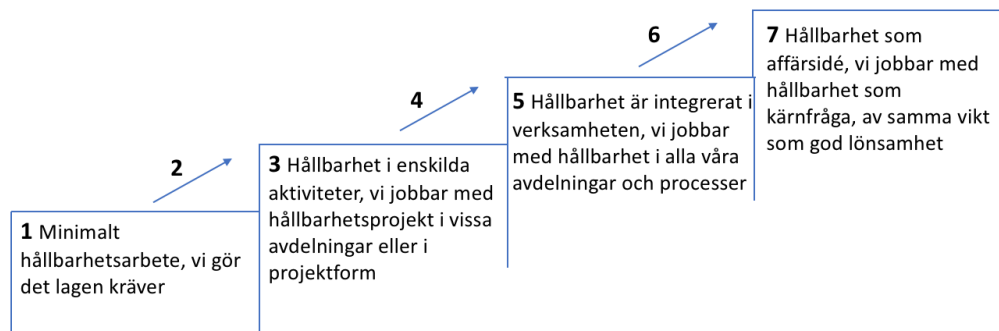 1 Minimalt
hållbarhetsarbete, vi gör
det lagen kräver
2
3 Hållbarhet i enskilda
aktiviteter, vi jobbar med
hållbarhetsprojekt i vissa
avdelningar eller i
projektform
4
5 Hållbarhet är integrerat i
verksamheten, vi jobbar
med hållbarhet i alla våra
avdelningar och processer
6
7 Hållbarhet som
affärsidé, vi jobbar med
hållbarhet som
kärnfråga, av samma vikt
som god lönsamhet